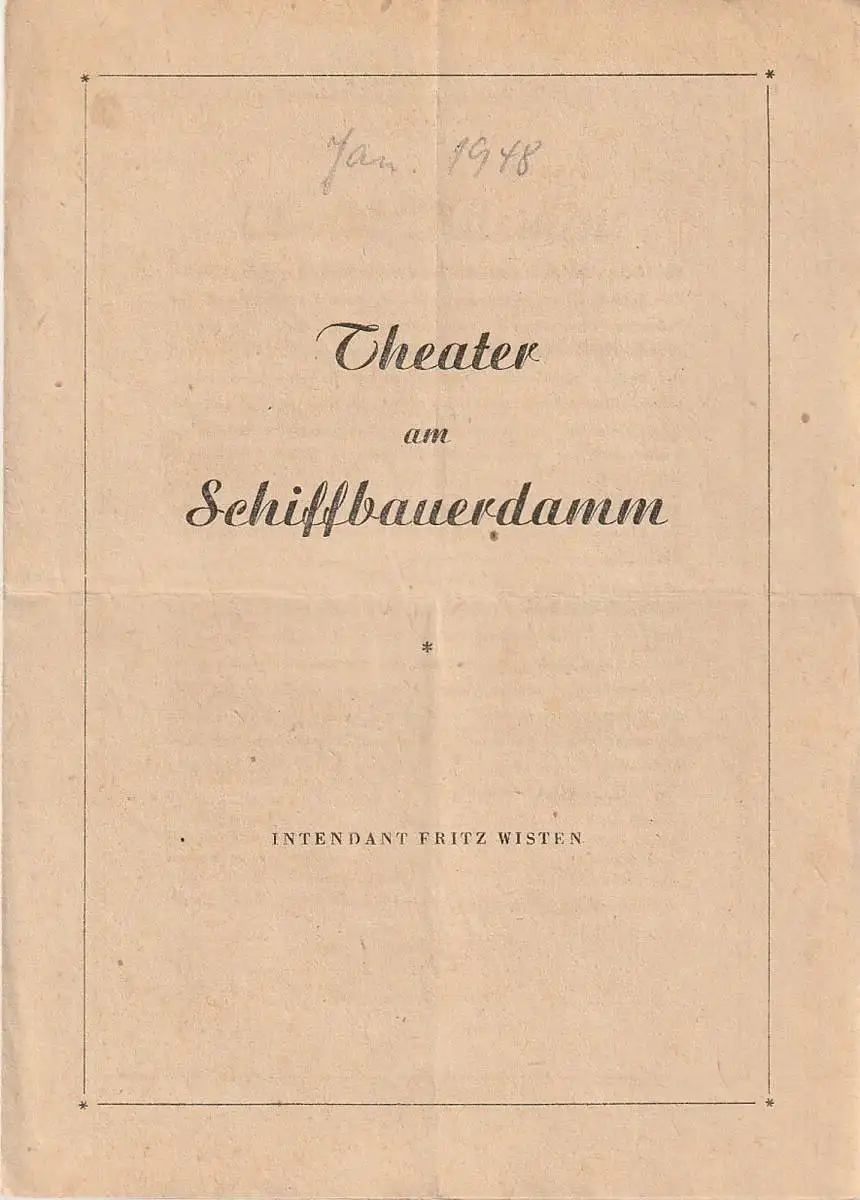 Jan. 1948
Theater
am
Schiffbauerdamm
*
INTENDANT FRITZ WISTEN